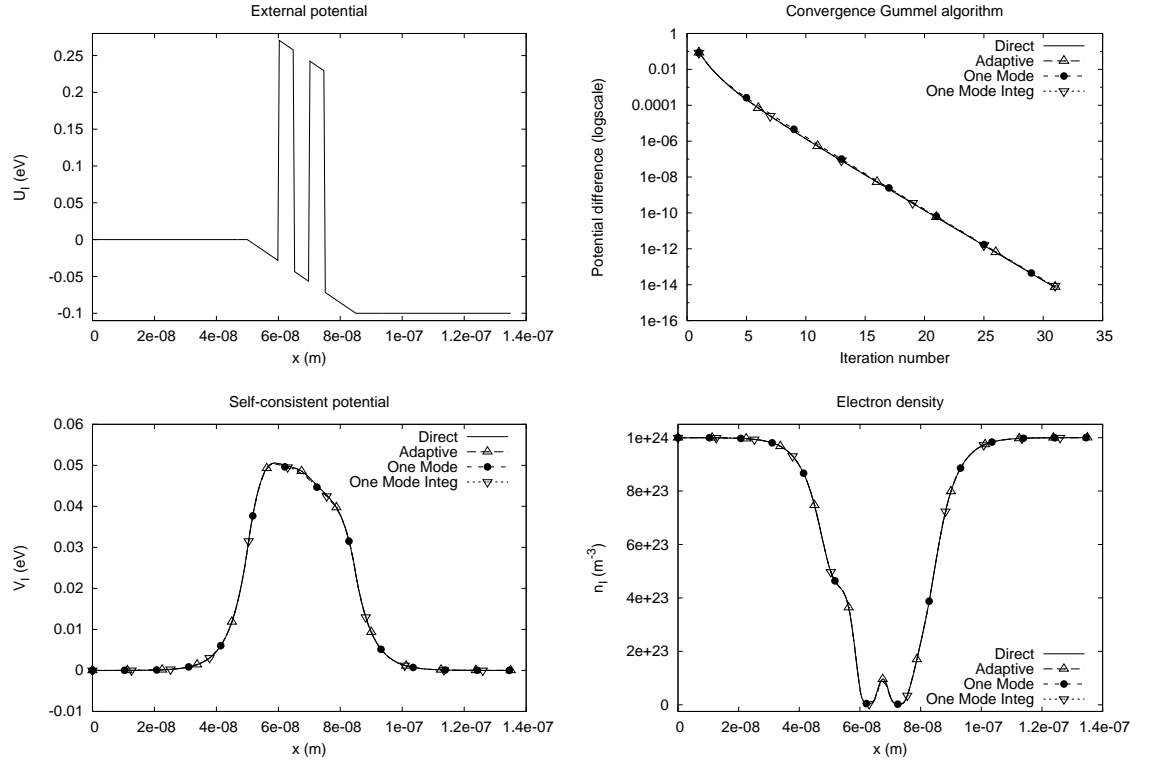 External potential
0.25
0.2
0.15
0.1
0.05
0
-0.05
-0.1
U_I (eV)
0 2e-08 4e-08 6e-08 8e-08 1e-07 1.2e-07 1.4e-07
x (m)
Convergence Gummel algorithm
1
0.01
0.0001
1e-06
1e-08
1e-10
1e-12
1e-14
1e-16
Potential difference (logscale)
Direct
Adaptive
One Mode
One Mode Integ
0 5 10 15 20 25 30 35
Iteration number
Self-consistent potential
0.06
0.05
0.04
0.03
0.02
0.01
0
-0.01
V_I (eV)
Direct
Adaptive
One Mode
One Mode Integ
0 2e-08 4e-08 6e-08 8e-08 1e-07 1.2e-07 1.4e-07
x (m)
Electron density
1e+24
8e+23
6e+23
4e+23
2e+23
0
n_I (m^-3)
Direct
Adaptive
One Mode
One Mode Integ
0 2e-08 4e-08 6e-08 8e-08 1e-07 1.2e-07 1.4e-07
x (m)